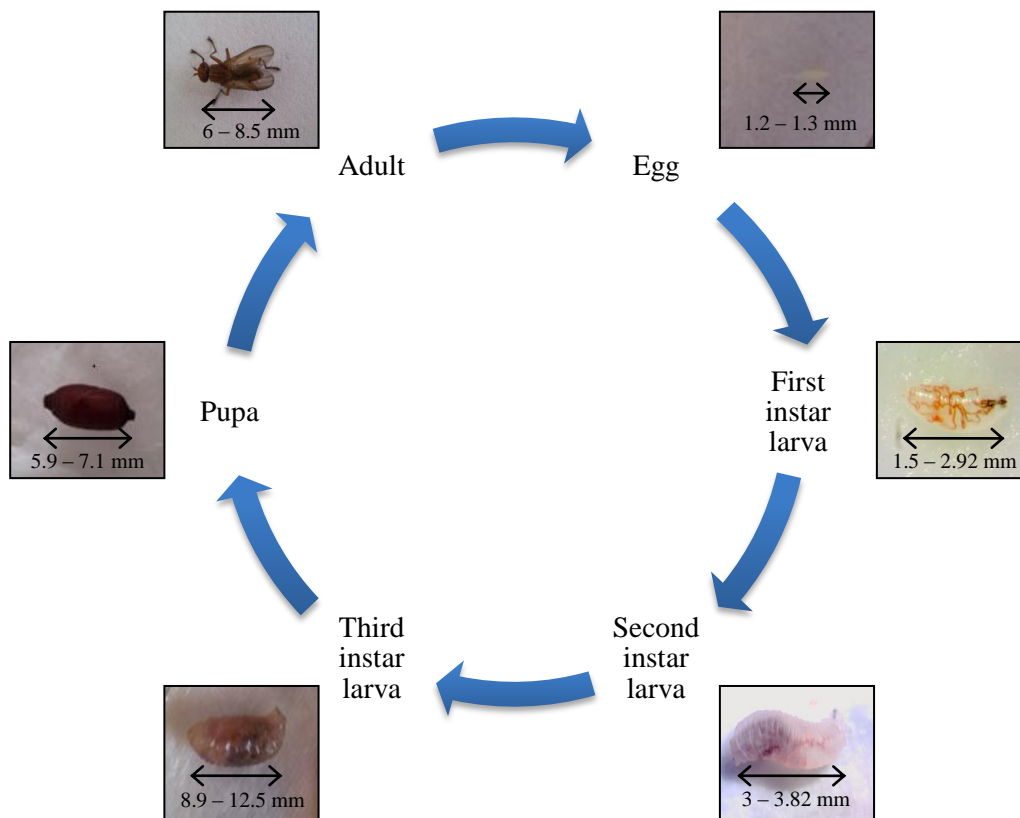 6 – 8.5 mm
Adult
1.2 – 1.3 mm
Egg
First
instar
larva
1.5 – 2.92 mm
Second
instar
larva
3 – 3.82 mm
Third
instar
larva
8.9 – 12.5 mm
Pupa
5.9 – 7.1 mm